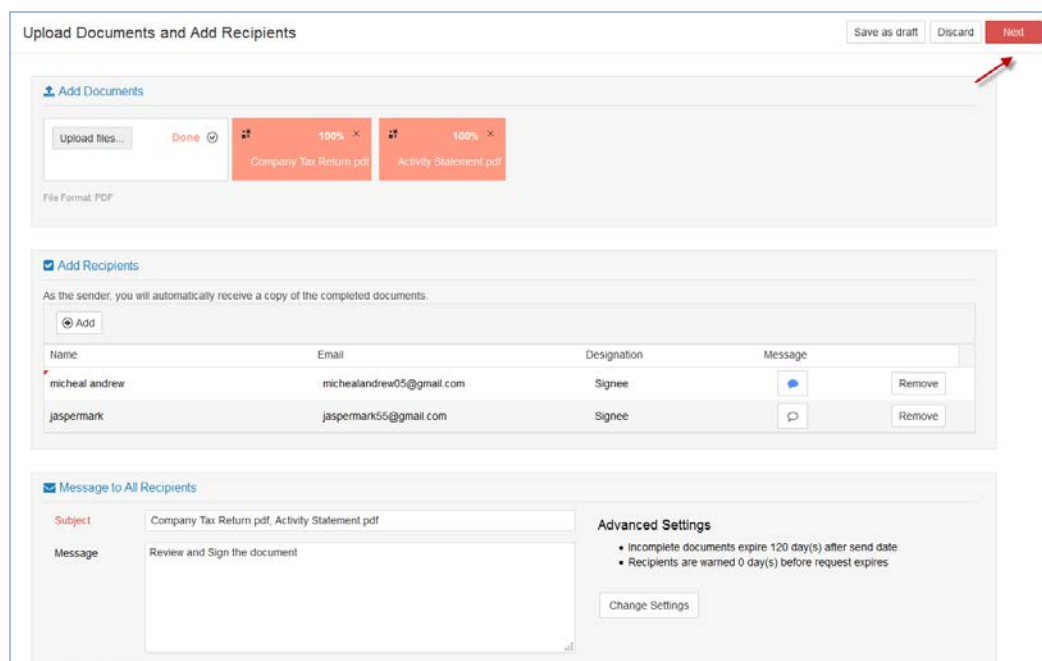 Upload Documents and Add Recipients
Save as draft Discard Next
Add Documents
Upload files... Done 100% × 100% ×
Company Tax Return.pdf Activity Statement.pdf
File Format: PDF
Add Recipients
As the sender, you will automatically receive a copy of the completed documents.
Add
Name Email Designation Message
micheal andrew michealandrew05@gmail.com Signee Remove
jaspermark jaspermark55@gmail.com Signee Remove
Message to All Recipients
Subject Company Tax Return.pdf, Activity Statement.pdf
Advanced Settings
Message Review and Sign the document
• Incomplete documents expire 120 day(s) after send date
• Recipients are warned 0 day(s) before request expires
Change Settings